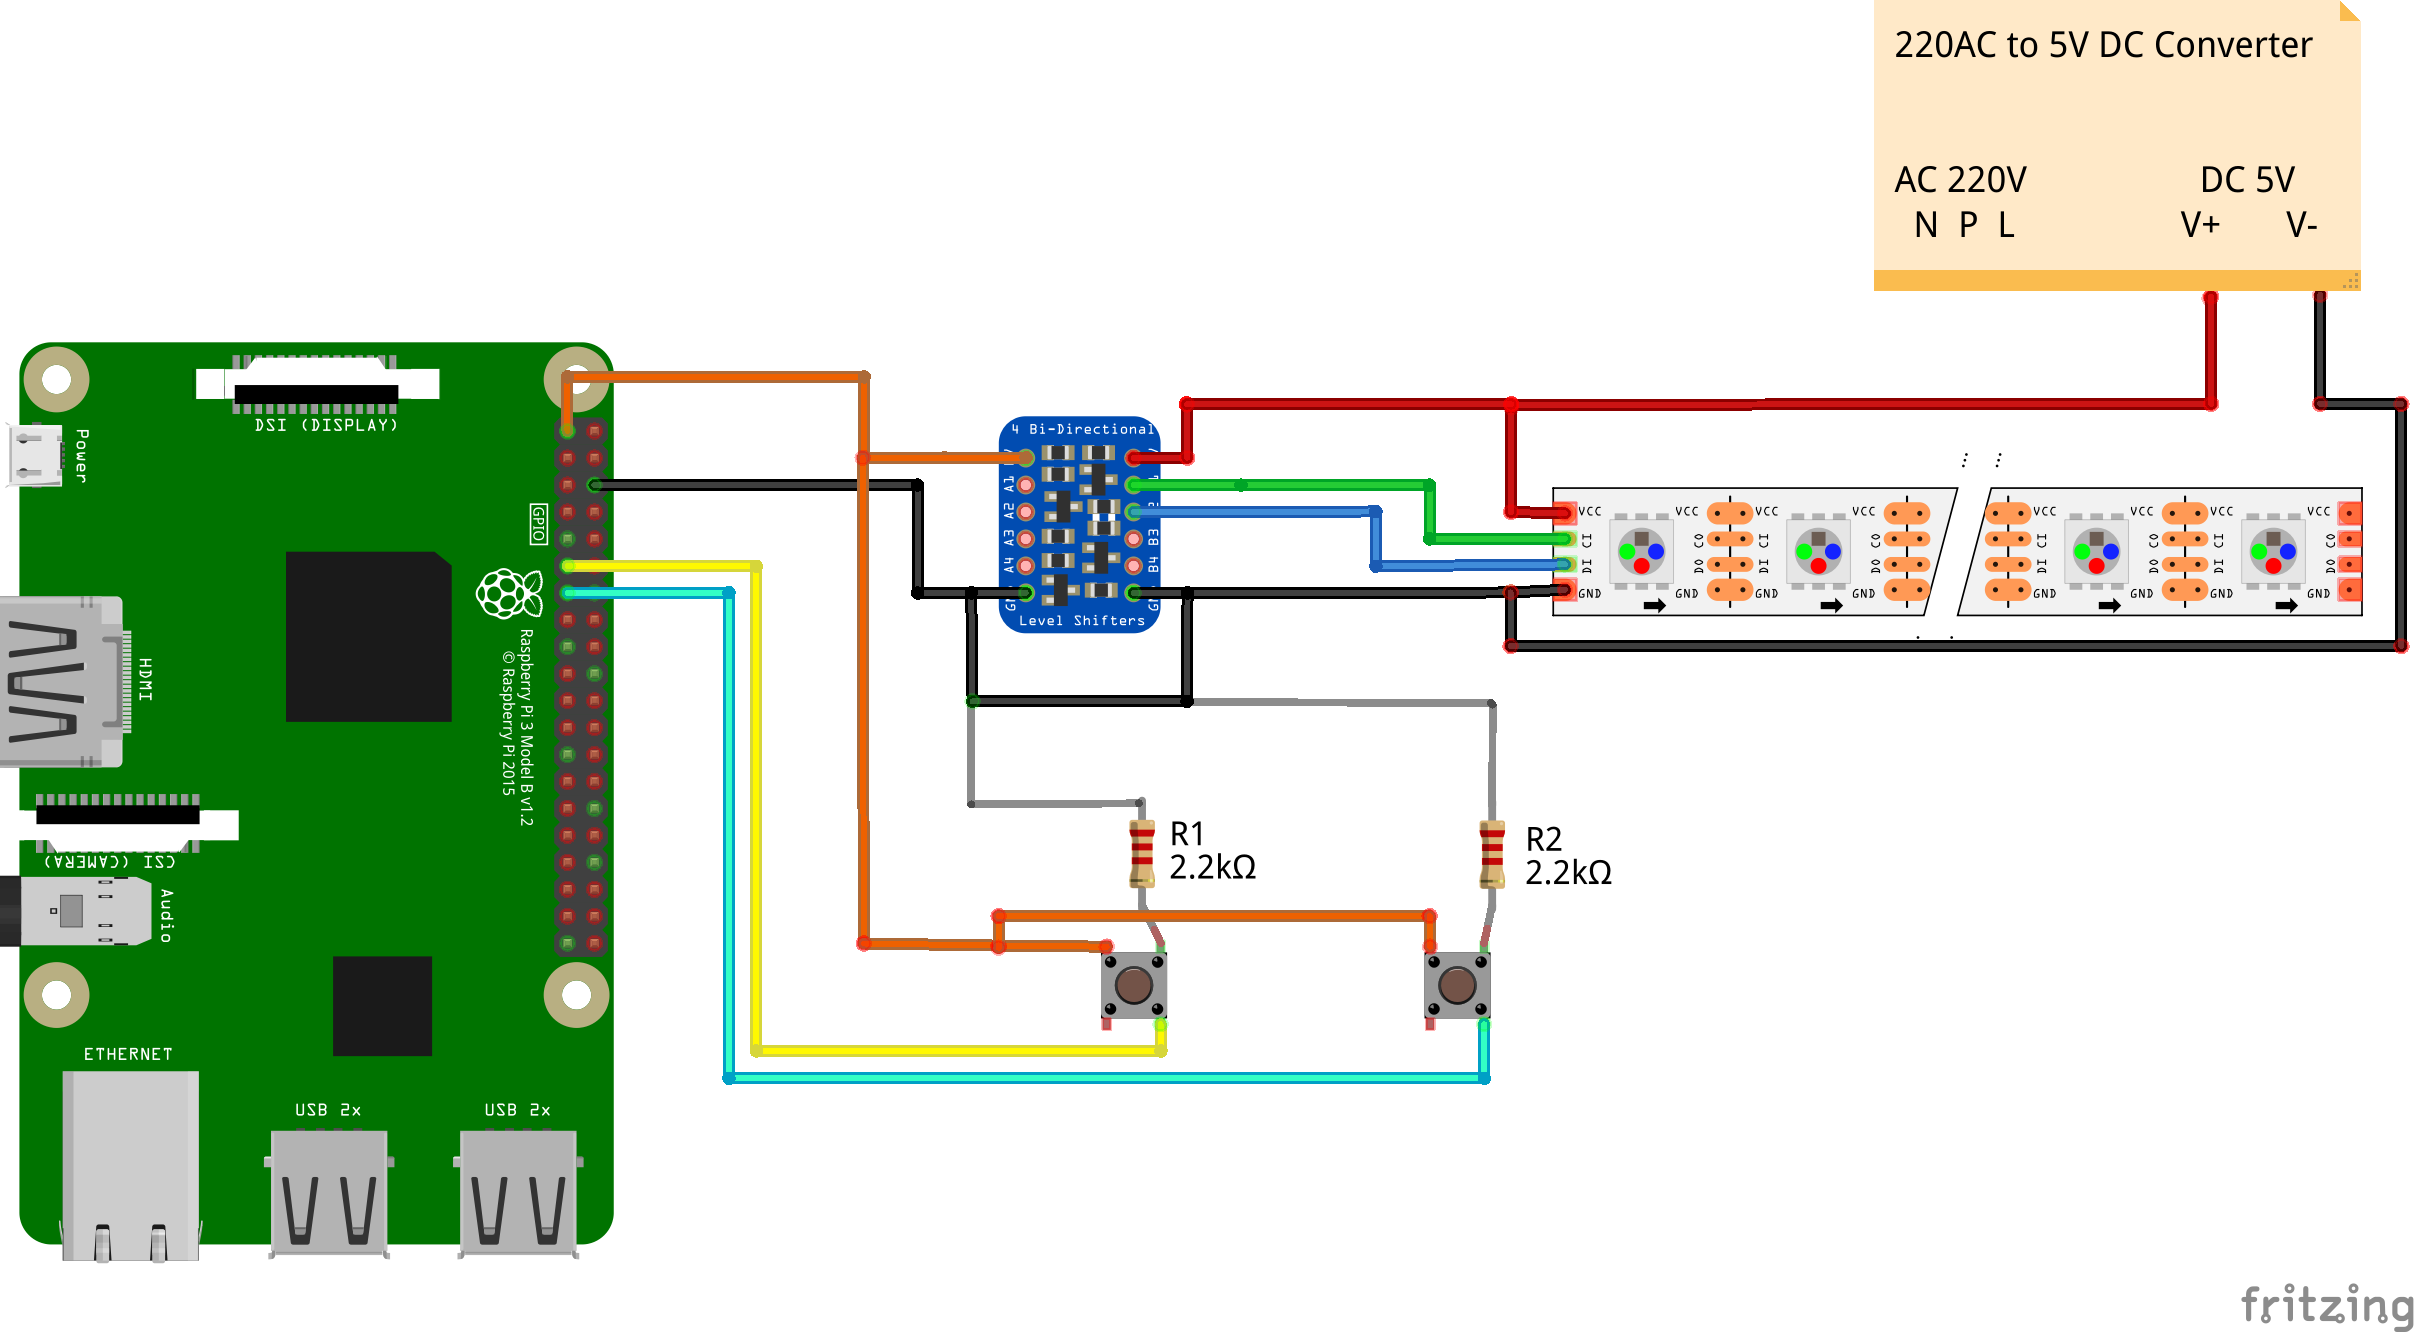 220AC to 5V DC Converter
AC 220V DC 5V
N P L V+ V-
DSI (DISPLAY)
Power
GPIO
Raspberry Pi 3 Model B v1.2
© Raspberry Pi 2015
HDMI
CSI (CAMERA)
Audio
ETHERNET
USB 2x
USB 2x
4 Bi-Directional
A1
A2
A3
A4
B3
B4
Level Shifters
VCC VCC VCC VCC VCC VCC VCC VCC
CI CO CI CO CI CO CI CO
DI DO DI DO DI DO DI DO
GND GND GND GND GND GND GND GND
R1
2.2kΩ
R2
2.2kΩ
fritzing